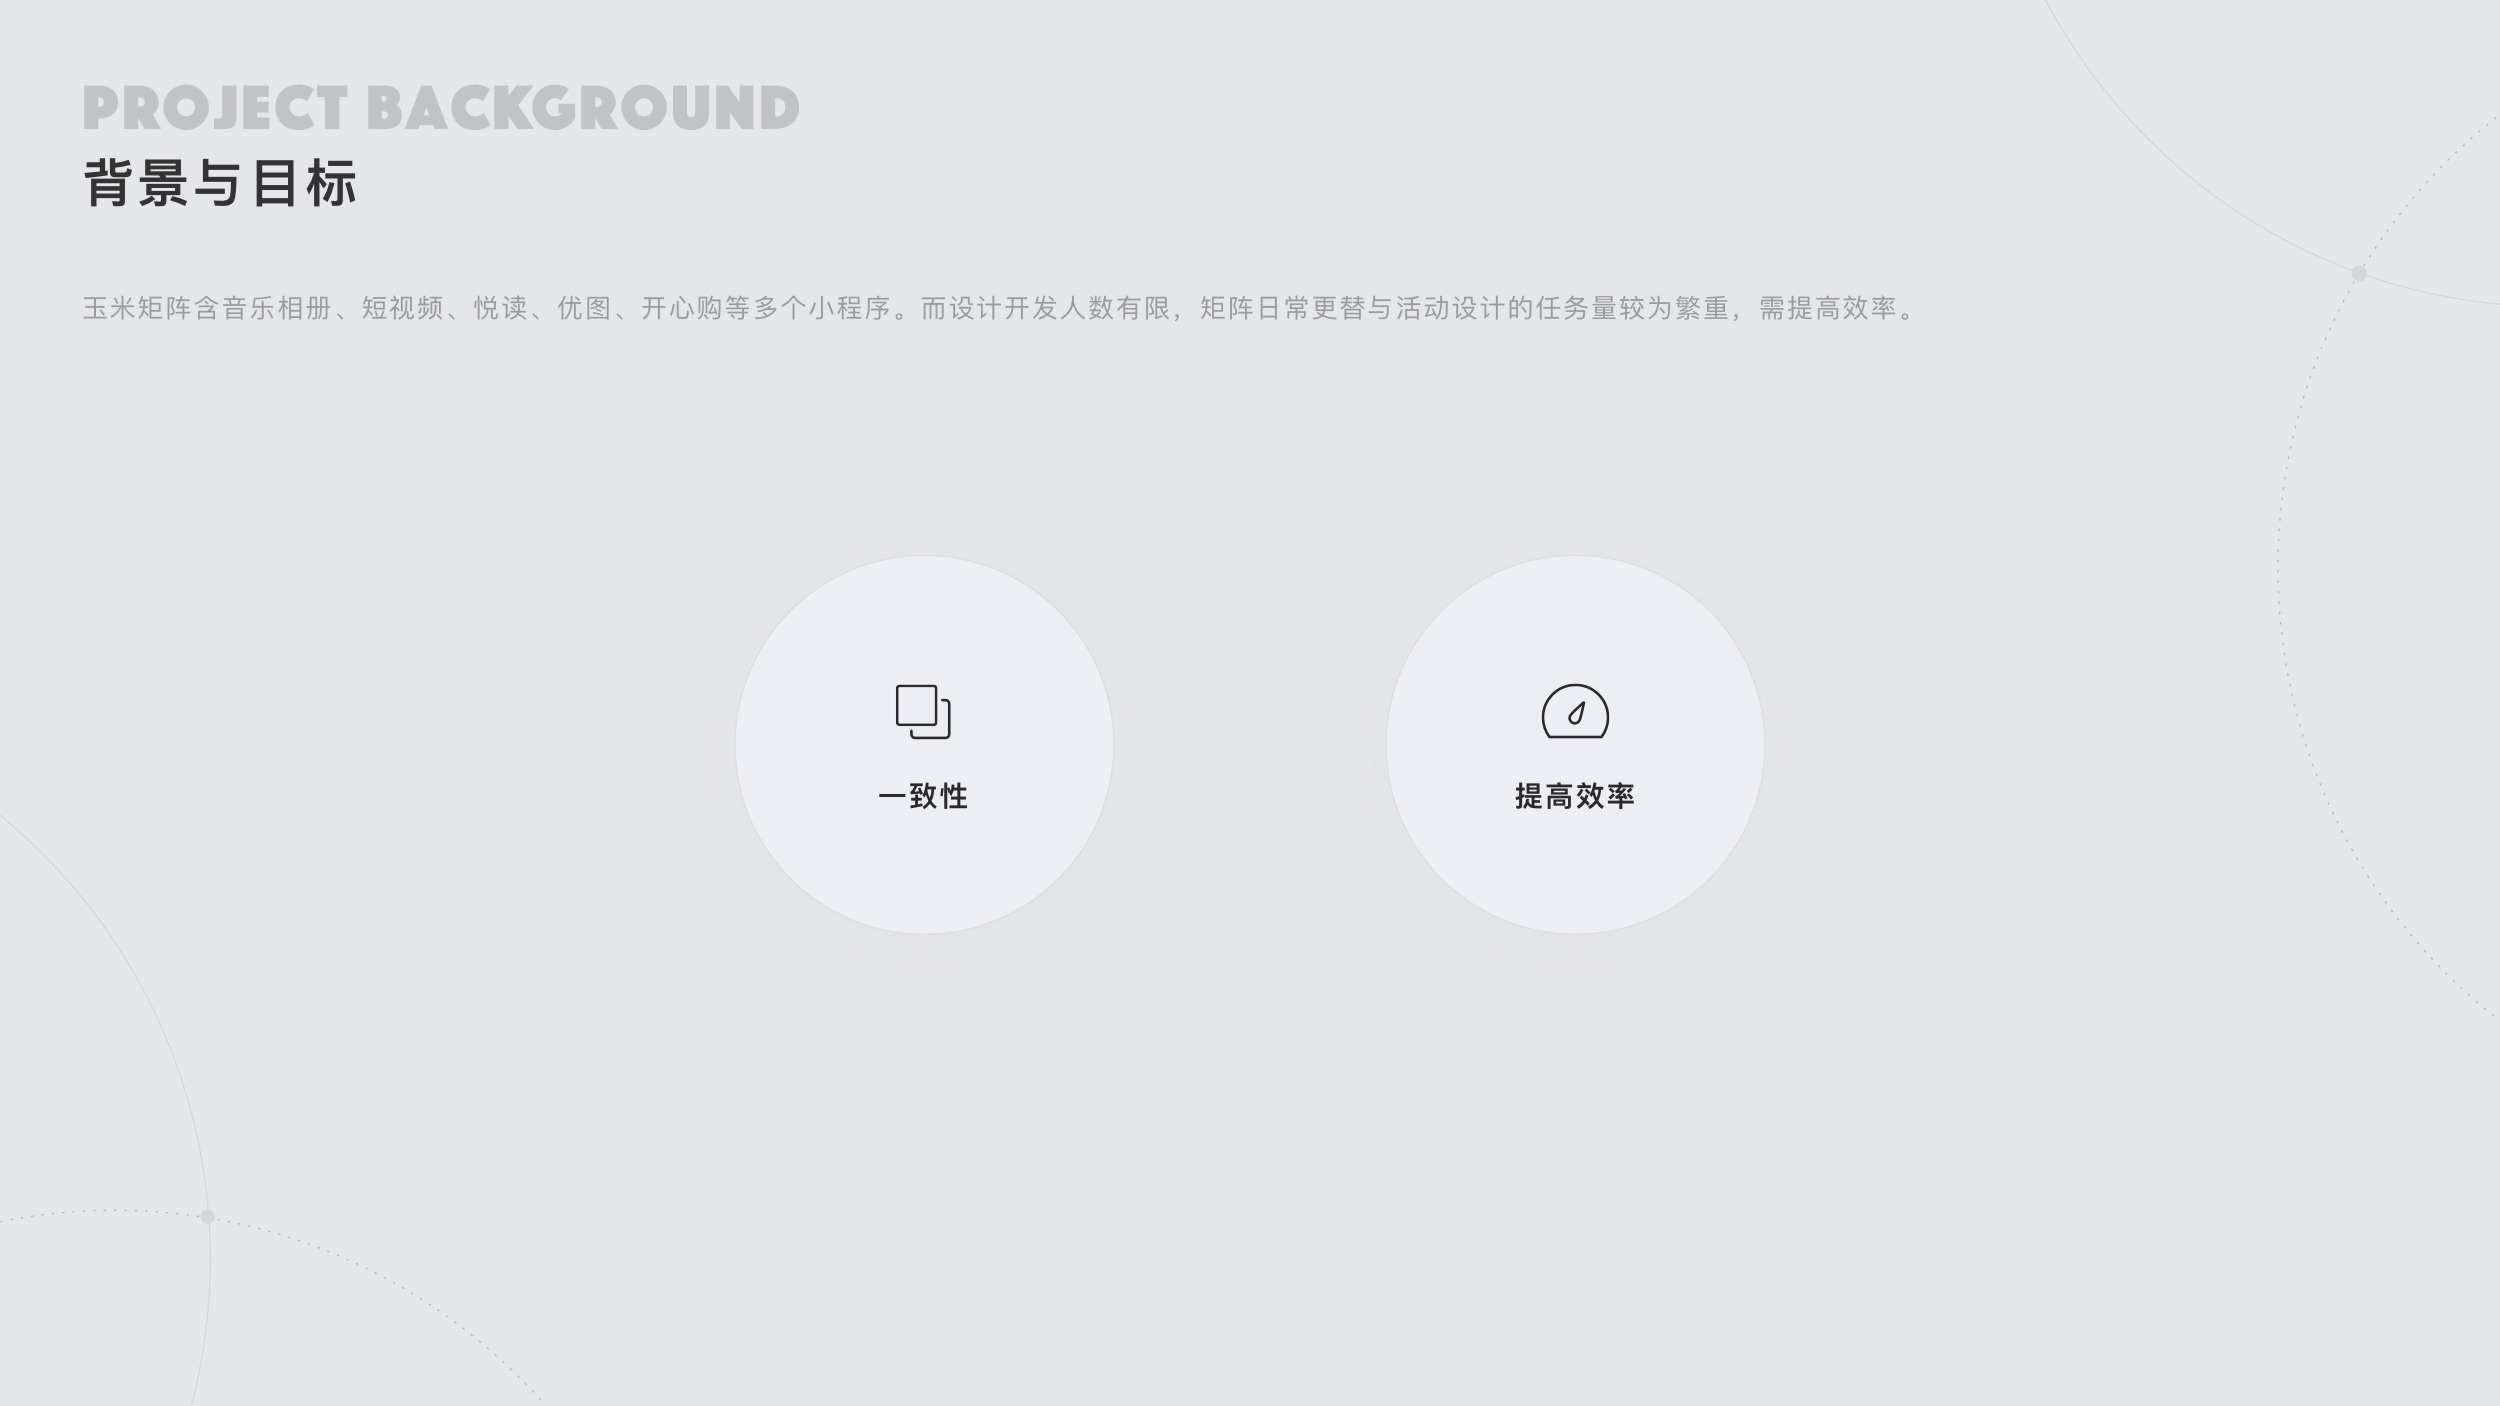 PROJECT BACKGROUND
背景与目标
玉米矩阵含音乐相册、短视频、悦读、优图、开心购等多个小程序。而设计开发人数有限，矩阵日常更替与活动设计的任务量较为繁重，需提高效率。
一致性
提高效率